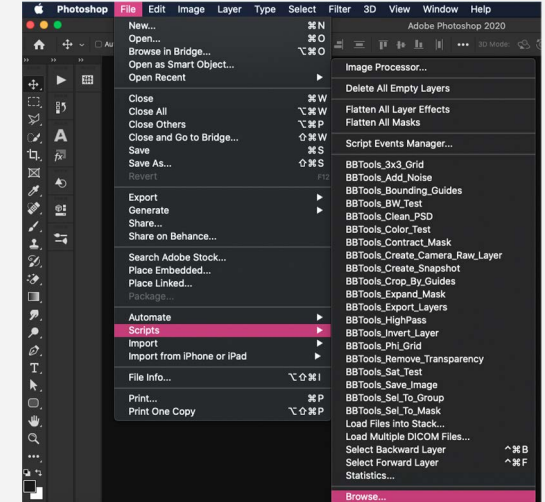 Photoshop File Edit Image Layer Type Select Filter 3D View Window Help
Adobe Photoshop 2020
Au
3D Mode:
New... ⌘N
Open... ⌘O
Browse in Bridge... ⌥⌘O
Open as Smart Object...
Open Recent
Close ⌘W
Close All ⌥⌘W
Close Others ⌥⌘P
Close and Go to Bridge... ⇧⌘W
Save ⌘S
Save As... ⇧⌘S
Revert F12
Export
Generate
Share...
Share on Behance...
Search Adobe Stock...
Place Embedded...
Place Linked...
Package...
Automate
Scripts
Import
Import from iPhone or iPad
File Info... ⌥⇧⌘I
Print... ⌘P
Print One Copy ⌥⇧⌘P
Image Processor...
Delete All Empty Layers
Flatten All Layer Effects
Flatten All Masks
Script Events Manager...
BBTools_3x3_Grid
BBTools_Add_Noise
BBTools_Bounding_Guides
BBTools_BW_Test
BBTools_Clean_PSD
BBTools_Color_Test
BBTools_Contract_Mask
BBTools_Create_Camera_Raw_Layer
BBTools_Create_Snapshot
BBTools_Crop_By_Guides
BBTools_Expand_Mask
BBTools_Export_Layers
BBTools_HighPass
BBTools_Invert_Layer
BBTools_Phi_Grid
BBTools_Remove_Transparency
BBTools_Sat_Test
BBTools_Save_Image
BBTools_Sel_To_Group
BBTools_Sel_To_Mask
Load Files into Stack...
Load Multiple DICOM Files...
Select Backward Layer ^⌘B
Select Forward Layer ^⌘F
Statistics...
Browse...